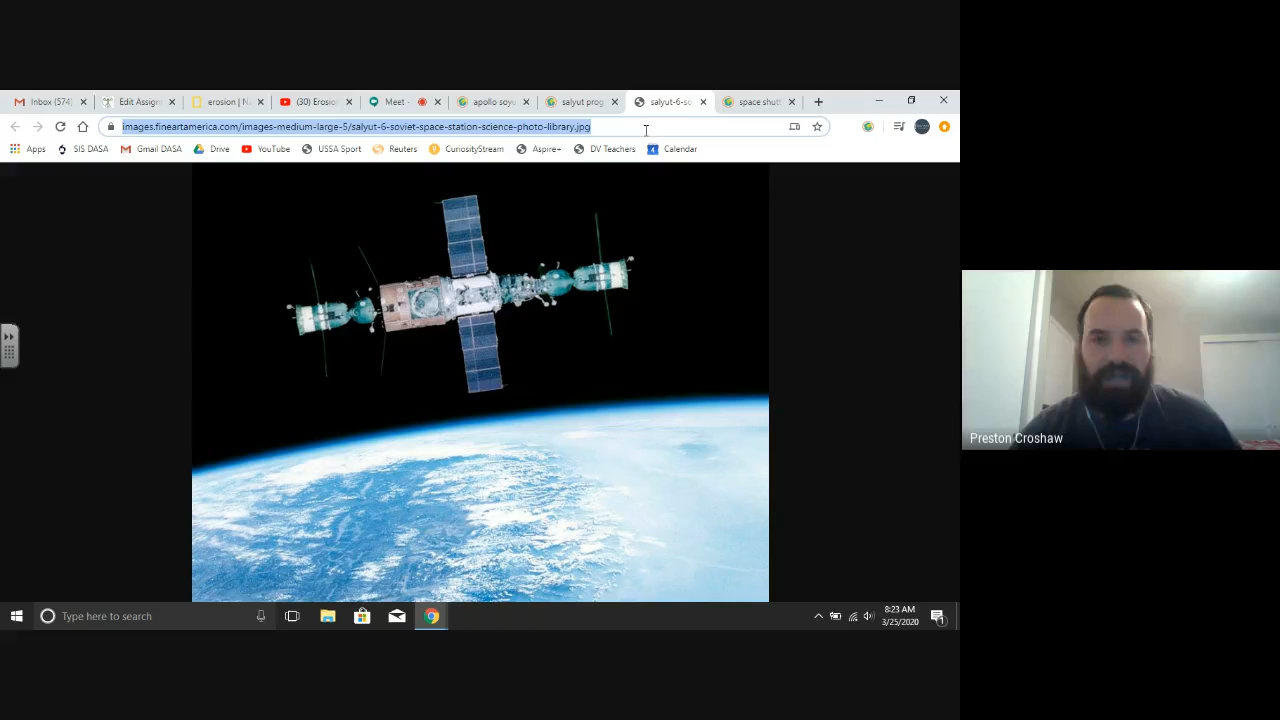 Inbox (574)
Edit Assign
erosion | N
(30) Erosio
Meet -
apollo soyu
salyut prog
salyut-6-so
space shutt
images.fineartamerica.com/images-medium-large-5/salyut-6-soviet-space-station-science-photo-library.jpg
Apps
SIS DASA
Gmail DASA
Drive
YouTube
USSA Sport
Reuters
CuriosityStream
Aspire+
DV Teachers
Calendar
Preston Croshaw
Type here to search
8:23 AM
3/25/2020
1